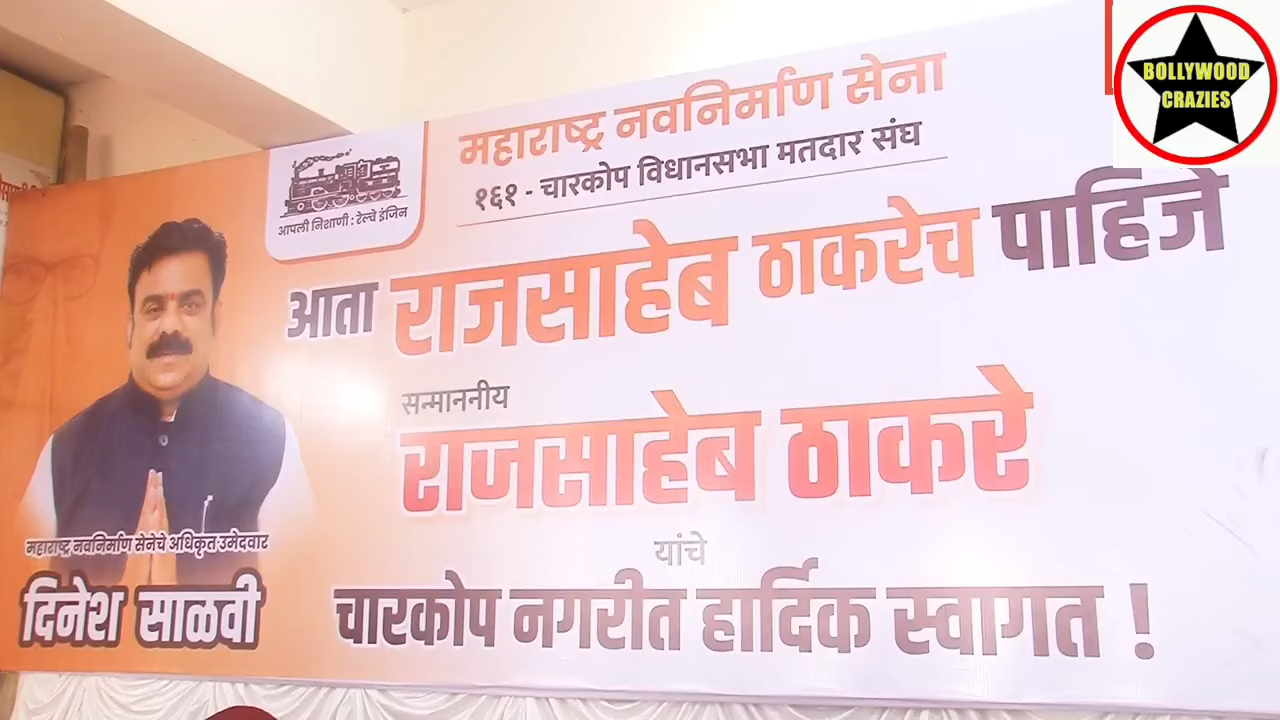 महाराष्ट्र नवनिर्माण सेना
१६१ - चारकोप विधानसभा मतदार संघ
आपली निशाणी : रेल्वे इंजिन
आता राजसाहेब ठाकरेच पाहिजे
सन्माननीय
राजसाहेब ठाकरे
यांचे
चारकोप नगरीत हार्दिक स्वागत !
महाराष्ट्र नवनिर्माण सेनेचे अधिकृत उमेदवार
दिनेश साळवी
BOLLYWOOD
CRAZIES